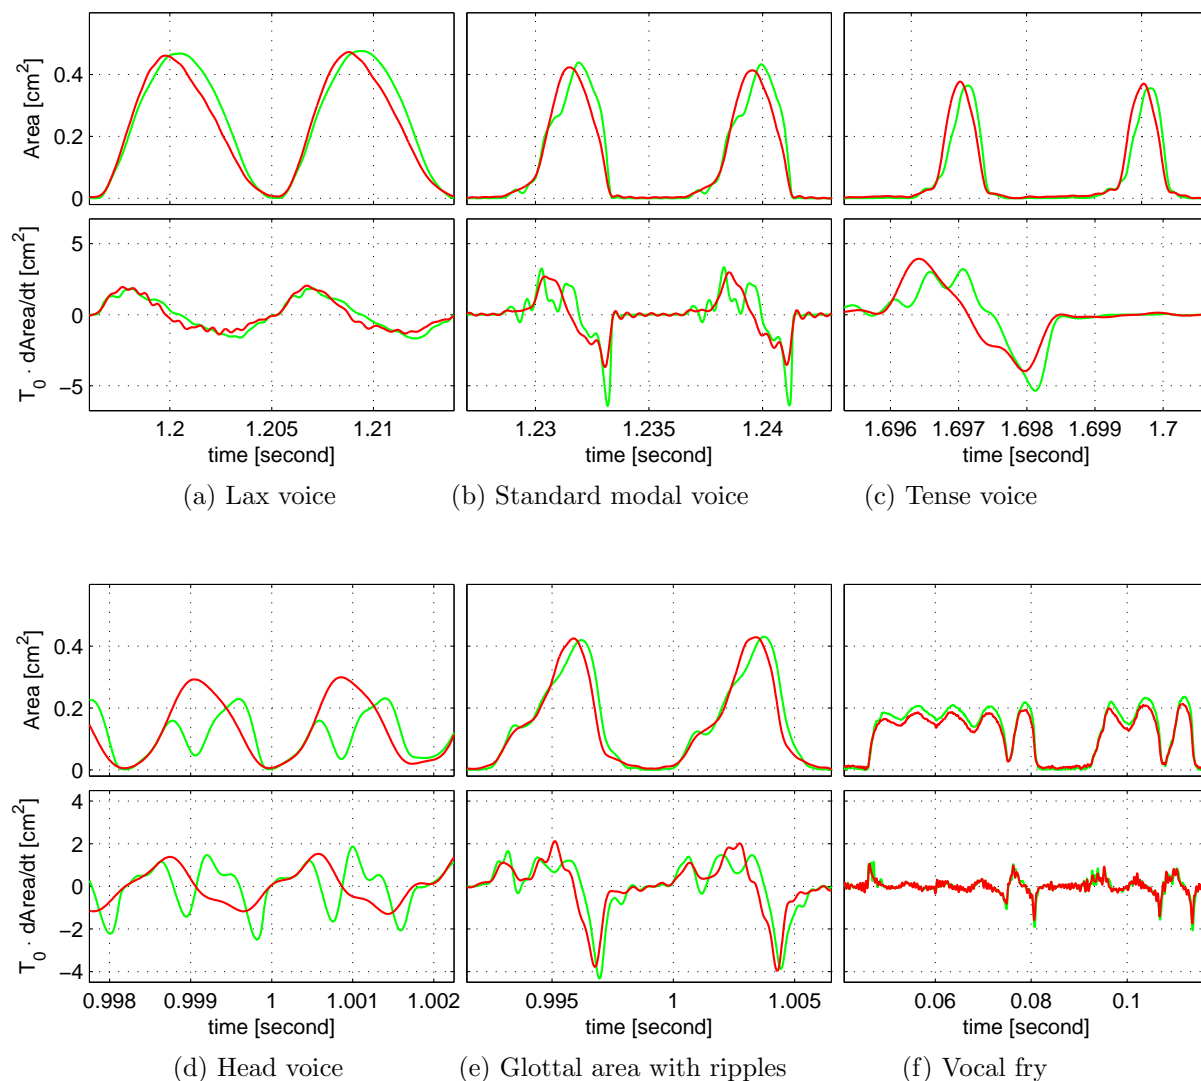 Area [cm²]
0.4
0.2
0
T₀ · dArea/dt [cm²]
5
0
−5
1.2 1.205 1.21
1.23 1.235 1.24
1.696 1.697 1.698 1.699 1.7
time [second] time [second] time [second]
(a) Lax voice (b) Standard modal voice (c) Tense voice
Area [cm²]
0.4
0.2
0
T₀ · dArea/dt [cm²]
4
2
0
−2
−4
0.998 0.999 1 1.001 1.002
0.995 1 1.005
0.06 0.08 0.1
time [second] time [second] time [second]
(d) Head voice (e) Glottal area with ripples (f) Vocal fry